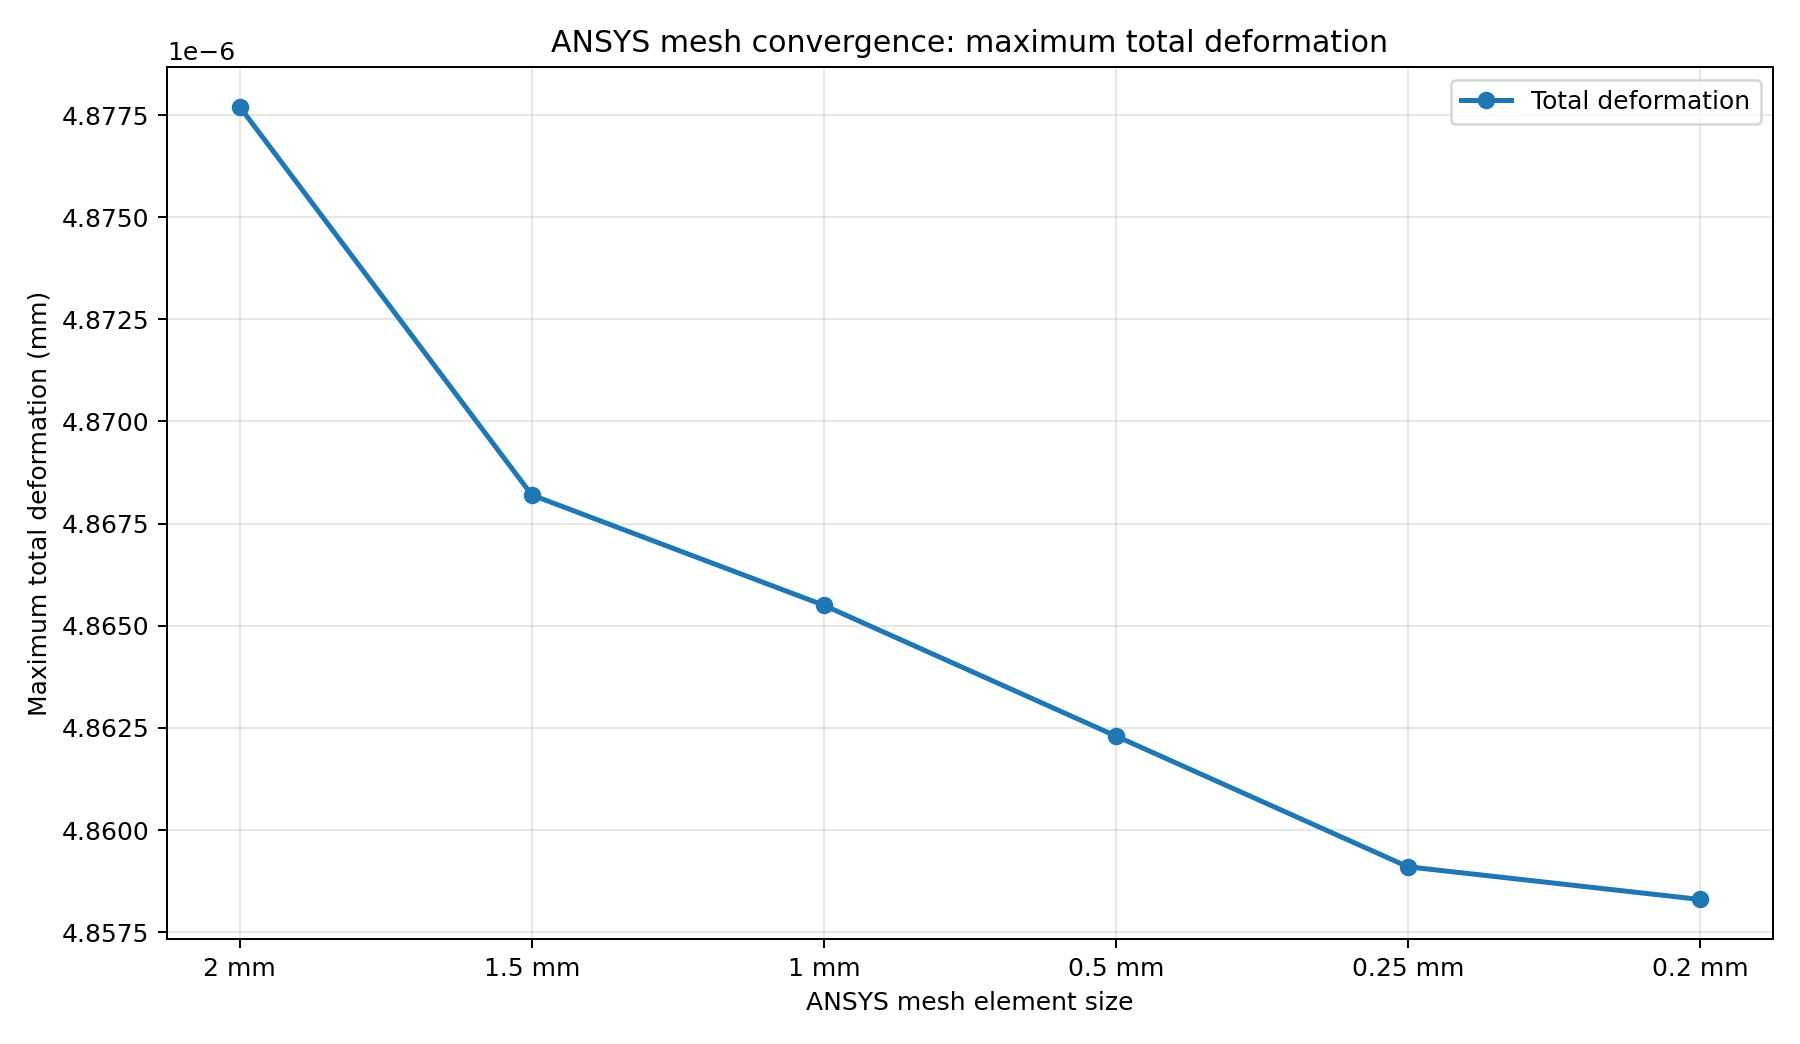 ANSYS mesh convergence: maximum total deformation
1e−6
Total deformation
4.8775
4.8750
4.8725
4.8700
4.8675
4.8650
4.8625
4.8600
4.8575
Maximum total deformation (mm)
2 mm 1.5 mm 1 mm 0.5 mm 0.25 mm 0.2 mm
ANSYS mesh element size